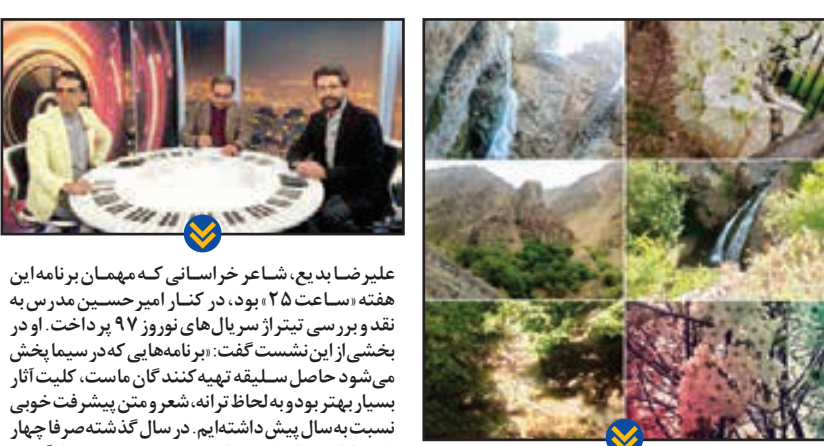 علیرضا بدیع، شاعر خراسانی که مهمان برنامه این
هفته «ساعت ۲۵» بود، در کنار امیرحسین مدرس به
نقد و بررسی تیتراژ سریال‌های نوروز ۹۷ پرداخت. او در
بخشی از این نشست گفت: «برنامه‌هایی که در سیما پخش
می‌شود حاصل سلیقه تهیه‌کنندگان ماست، کلیت آثار
بسیار بهتر بود و به لحاظ ترانه، شعر و متن پیشرفت خوبی
نسبت به سال پیش داشته‌ایم. در سال گذشته صرفا چهار